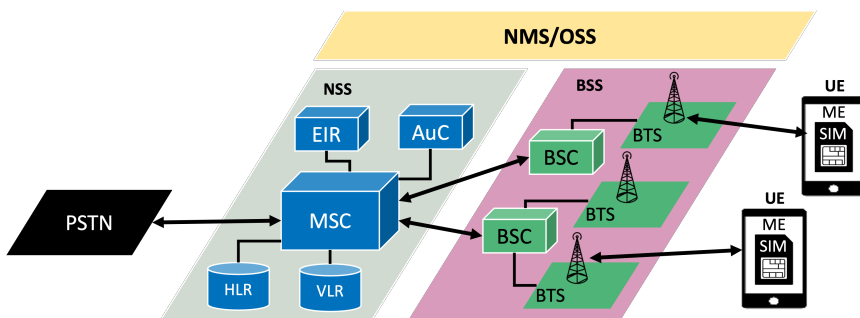 NMS/OSS
NSS
BSS
UE
ME
SIM
EIR
AuC
BTS
BSC
UE
ME
SIM
PSTN
MSC
BTS
BSC
HLR
VLR
BTS